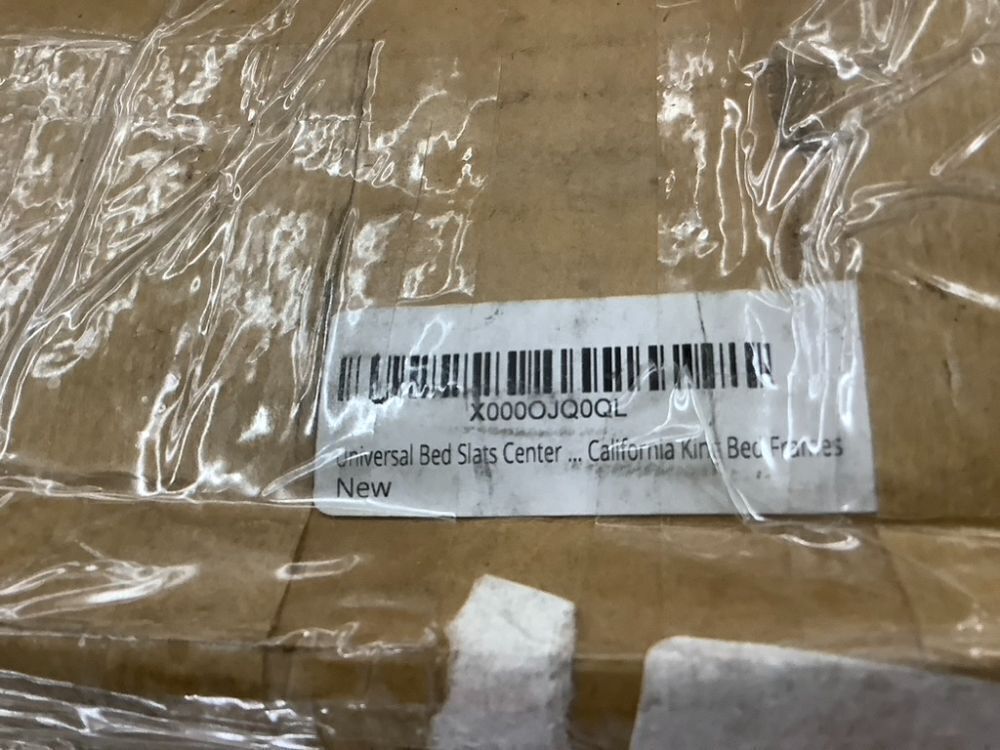 X000OJQ0QL
Universal Bed Slats Center ... California King Bed Frames
New